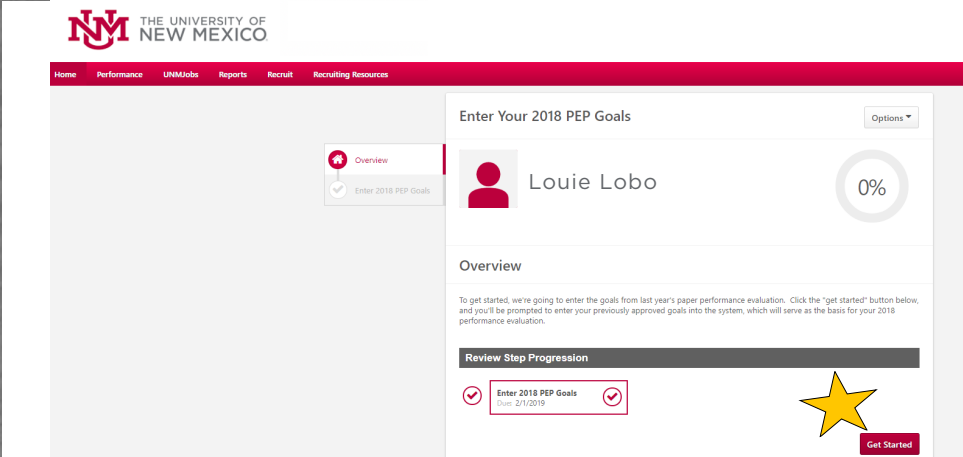 UNM THE UNIVERSITY OF
NEW MEXICO
Home Performance UNMJobs Reports Recruit Recruiting Resources
Enter Your 2018 PEP Goals
Options
Overview
Enter 2018 PEP Goals
Louie Lobo
0%
Overview
To get started, we're going to enter the goals from last year's paper performance evaluation. Click the "get started" button below,
and you'll be prompted to enter your previously approved goals into the system, which will serve as the basis for your 2018
performance evaluation.
Review Step Progression
Enter 2018 PEP Goals
Due: 2/1/2019
Get Started